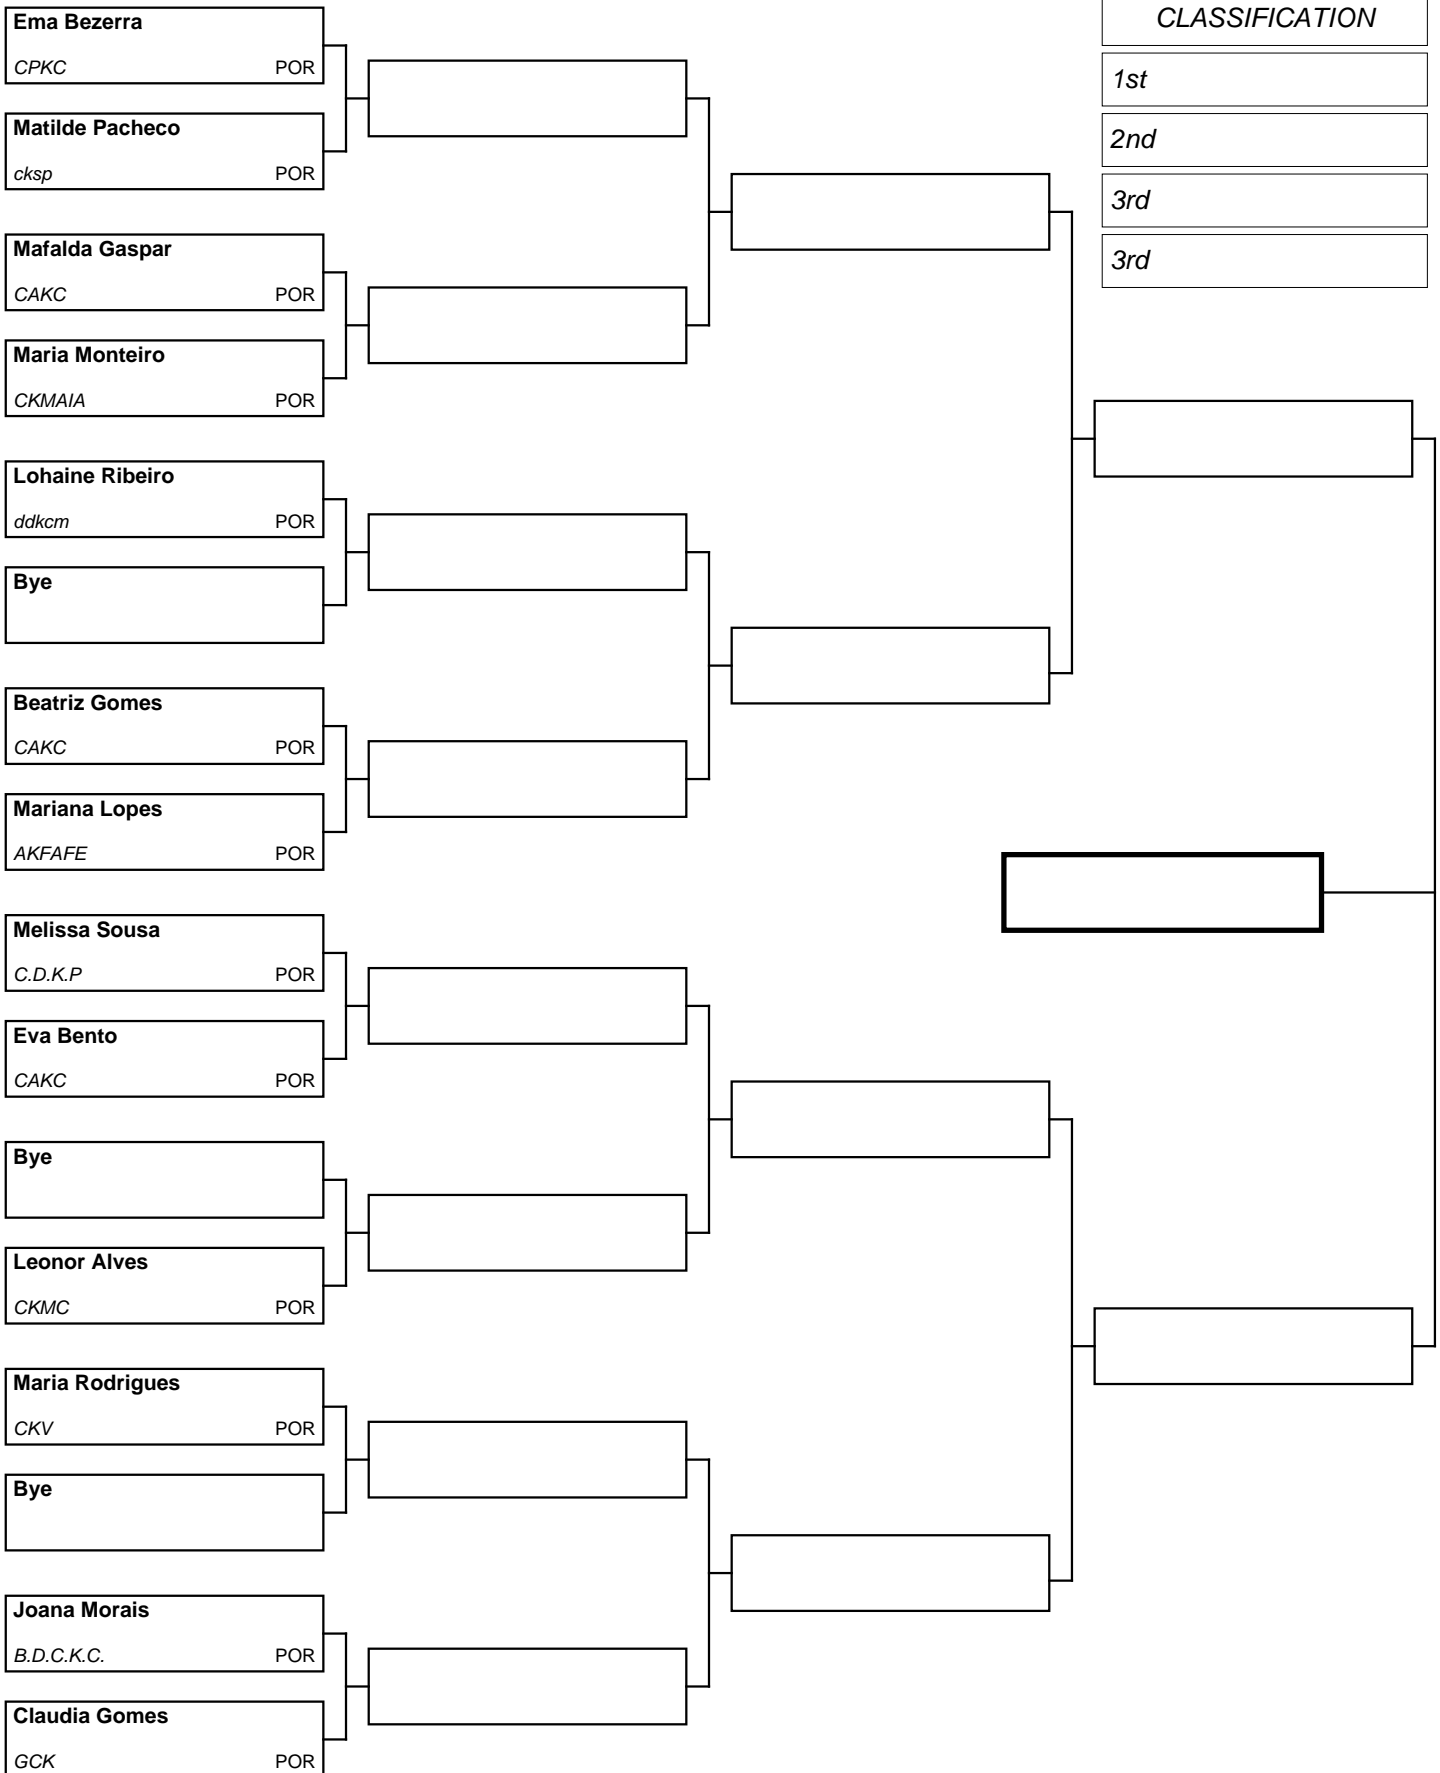 Ema Bezerra
CPKC POR
Matilde Pacheco
cksp POR
Mafalda Gaspar
CAKC POR
Maria Monteiro
CKMAIA POR
Lohaine Ribeiro
ddkcm POR
Bye
Beatriz Gomes
CAKC POR
Mariana Lopes
AKFAFE POR
Melissa Sousa
C.D.K.P POR
Eva Bento
CAKC POR
Bye
Leonor Alves
CKMC POR
Maria Rodrigues
CKV POR
Bye
Joana Morais
B.D.C.K.C. POR
Claudia Gomes
GCK POR
CLASSIFICATION
1st
2nd
3rd
3rd